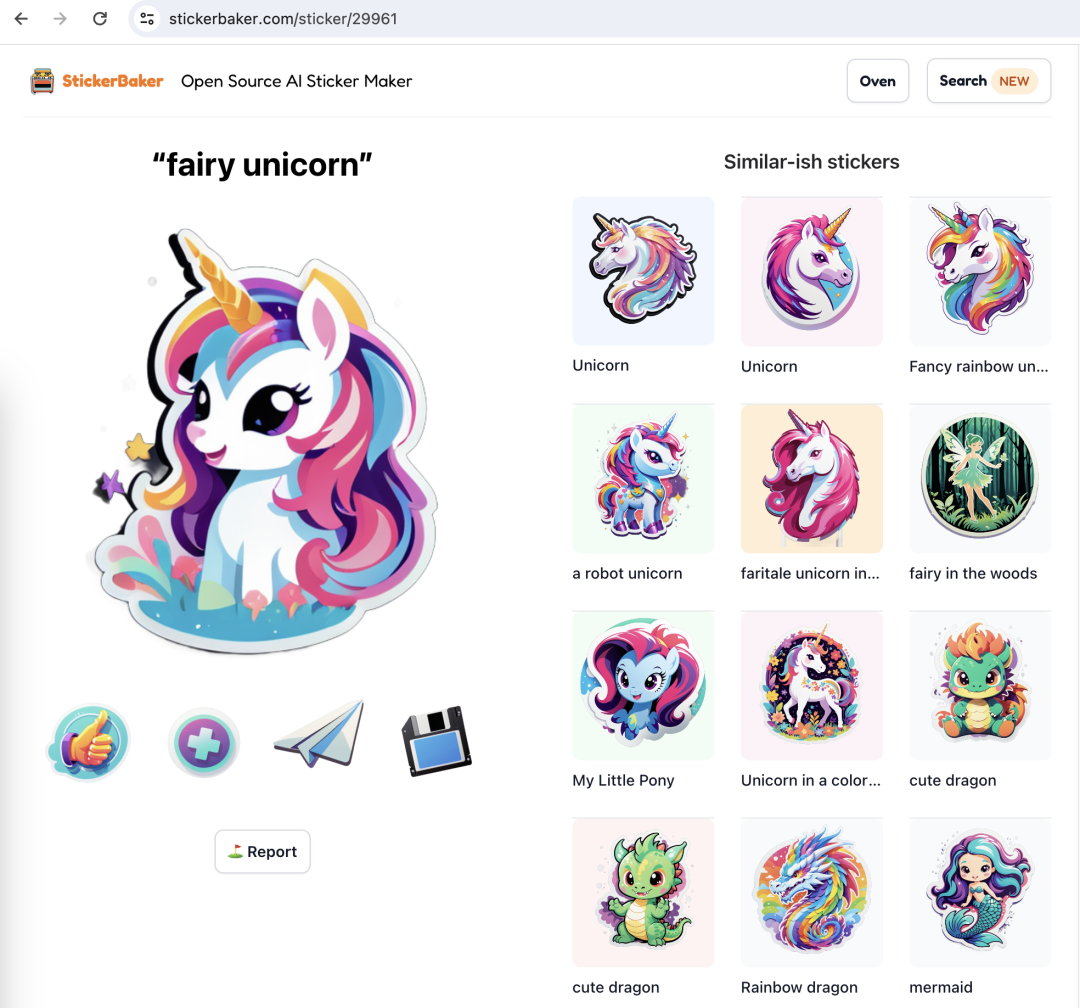 stickerbaker.com/sticker/29961
StickerBaker Open Source AI Sticker Maker Oven Search NEW
“fairy unicorn”
Report
Similar-ish stickers
Unicorn
Unicorn
Fancy rainbow un...
a robot unicorn
faritale unicorn in...
fairy in the woods
My Little Pony
Unicorn in a color...
cute dragon
cute dragon
Rainbow dragon
mermaid